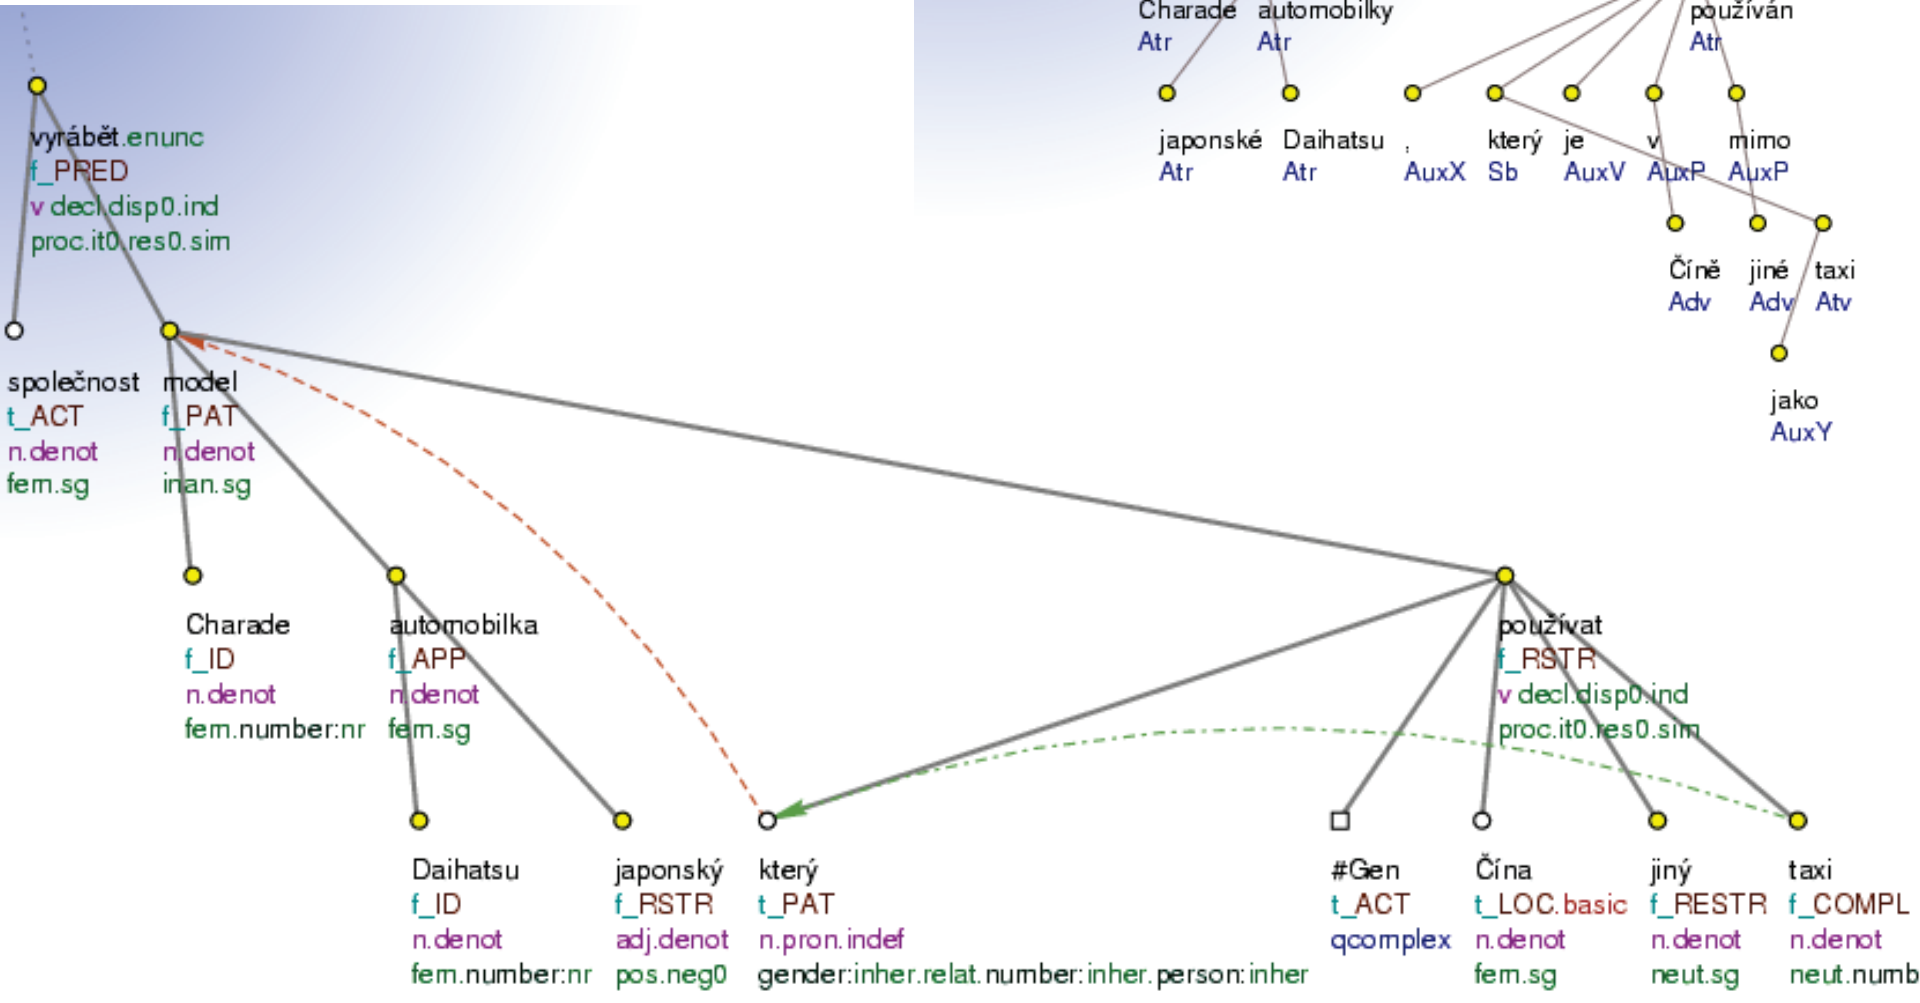 Charade automobilky používán
Atr Atr Atr
japonské Daihatsu , který je v mimo
Atr Atr AuxX Sb AuxV AuxP AuxP
Číně jiné taxi
Adv Adv Atv
jako
AuxY
vyrábět.enunc
f_PRED
v decl.disp0.ind
proc.it0.res0.sim
společnost model
t_ACT f_PAT
n.denot n.denot
fem.sg inan.sg
Charade automobilka používat
f_ID f_APP f_RSTR
n.denot n.denot v decl.disp0.ind
fem.number:nr fem.sg proc.it0.res0.sim
Daihatsu japonský který #Gen Čína jiný taxi
f_ID f_RSTR t_PAT t_ACT t_LOC.basic f_RESTR f_COMPL
n.denot adj.denot n.pron.indef qcomplex n.denot n.denot n.denot
fem.number:nr pos.neg0 gender:inher.relat.number:inher.person:inher fem.sg neut.sg neut.numb